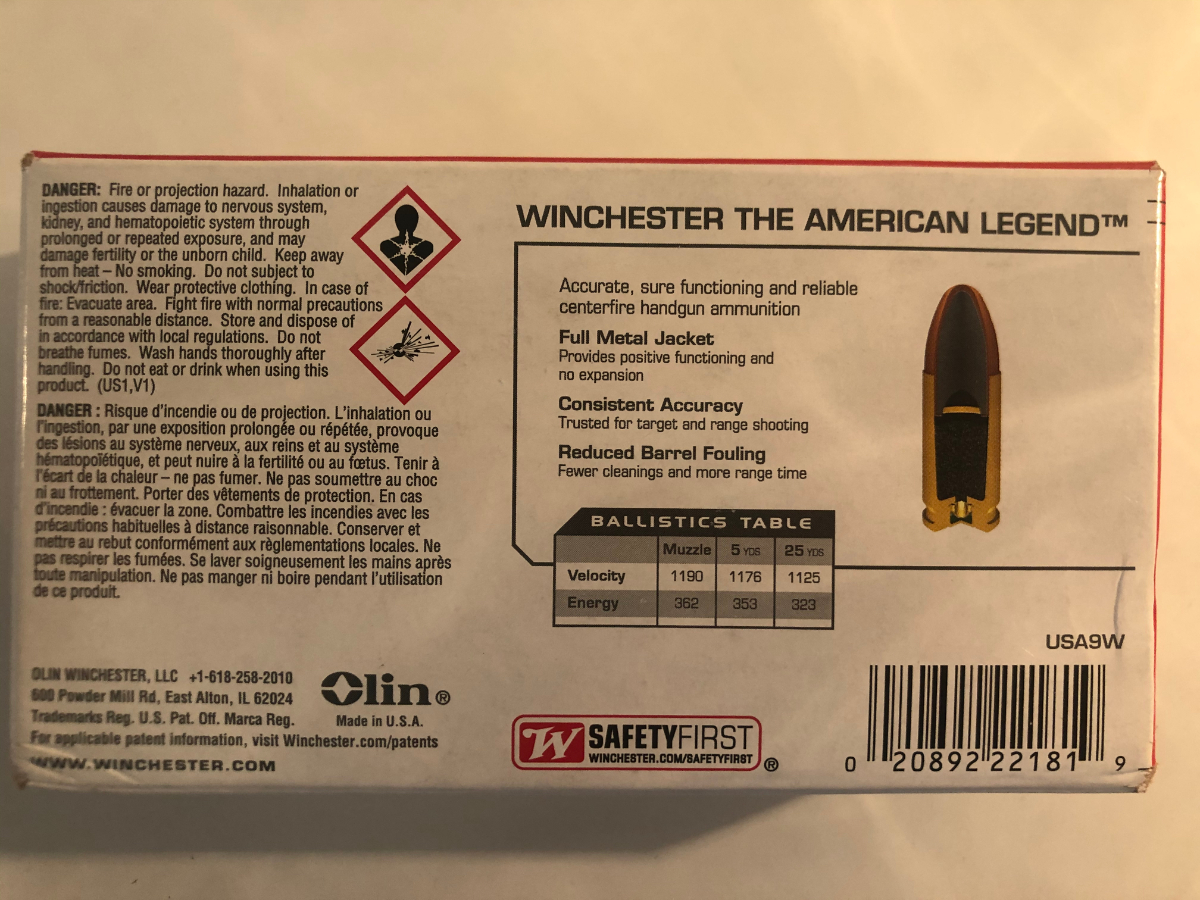 DANGER: Fire or projection hazard. Inhalation or
ingestion causes damage to nervous system,
kidney, and hematopoietic system through
prolonged or repeated exposure, and may
damage fertility or the unborn child. Keep away
from heat – No smoking. Do not subject to
shock/friction. Wear protective clothing. In case of
fire: Evacuate area. Fight fire with normal precautions
from a reasonable distance. Store and dispose of
in accordance with local regulations. Do not
breathe fumes. Wash hands thoroughly after
handling. Do not eat or drink when using this
product. (US1,V1)
DANGER : Risque d'incendie ou de projection. L'inhalation ou
l'ingestion, par une exposition prolongée ou répétée, provoque
des lésions au système nerveux, aux reins et au système
hématopoïétique, et peut nuire à la fertilité ou au fœtus. Tenir à
l'écart de la chaleur – ne pas fumer. Ne pas soumettre au choc
ni au frottement. Porter des vêtements de protection. En cas
d'incendie : évacuer la zone. Combattre les incendies avec les
précautions habituelles à distance raisonnable. Conserver et
mettre au rebut conformément aux règlementations locales. Ne
pas respirer les fumées. Se laver soigneusement les mains après
toute manipulation. Ne pas manger ni boire pendant l'utilisation
de ce produit.
OLIN WINCHESTER, LLC +1-618-258-2010
600 Powder Mill Rd, East Alton, IL 62024
Trademarks Reg. U.S. Pat. Off. Marca Reg.
For applicable patent information, visit Winchester.com/patents
WWW.WINCHESTER.COM
Olin®
Made in U.S.A.
WINCHESTER THE AMERICAN LEGEND™
Accurate, sure functioning and reliable
centerfire handgun ammunition
Full Metal Jacket
Provides positive functioning and
no expansion
Consistent Accuracy
Trusted for target and range shooting
Reduced Barrel Fouling
Fewer cleanings and more range time
BALLISTICS TABLE
Muzzle 5 YDS 25 YDS
Velocity 1190 1176 1125
Energy 362 353 323
W SAFETYFIRST
WINCHESTER.COM/SAFETYFIRST ®
USA9W
0 20892 22181 9